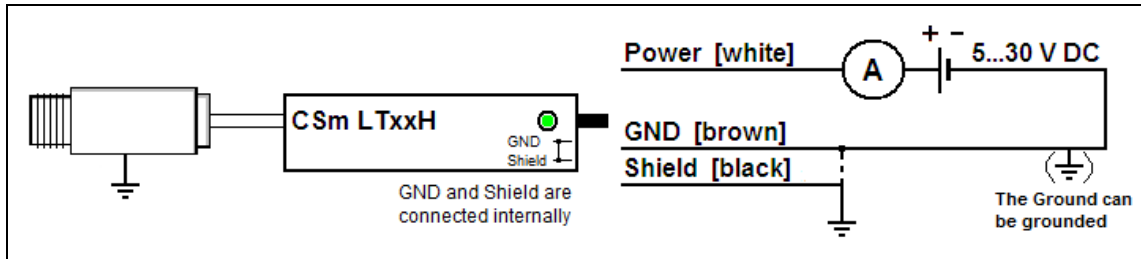 Power [white]
A
+ −
5...30 V DC
CSm LTxxH
GND
Shield
GND [brown]
Shield [black]
GND and Shield are
connected internally
( )
The Ground can
be grounded